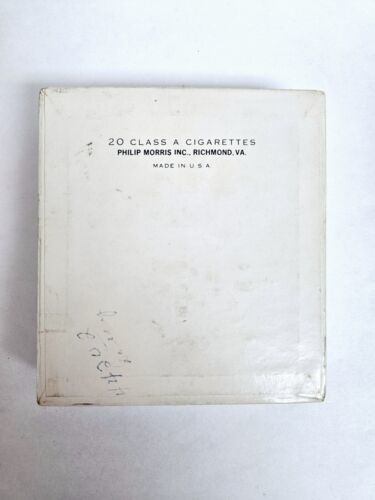 20 CLASS A CIGARETTES
PHILIP MORRIS INC., RICHMOND, VA.
MADE IN U.S.A.